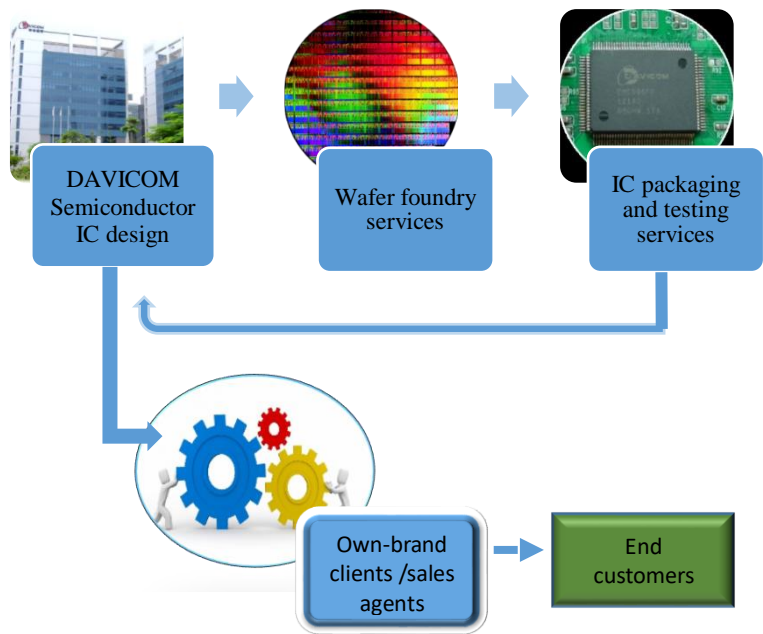 DAVICOM
Semiconductor
IC design
Wafer foundry
services
DAVICOM
IC packaging
and testing
services
Own-brand
clients /sales
agents
End
customers